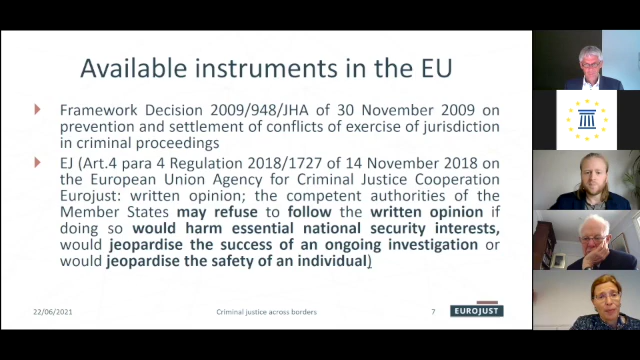 Available instruments in the EU
Framework Decision 2009/948/JHA of 30 November 2009 on
prevention and settlement of conflicts of exercise of jurisdiction
in criminal proceedings
EJ (Art.4 para 4 Regulation 2018/1727 of 14 November 2018 on
the European Union Agency for Criminal Justice Cooperation
Eurojust: written opinion; the competent authorities of the
Member States may refuse to follow the written opinion if
doing so would harm essential national security interests,
would jeopardise the success of an ongoing investigation or
would jeopardise the safety of an individual)
22/06/2021
Criminal justice across borders
7
EUROJUST